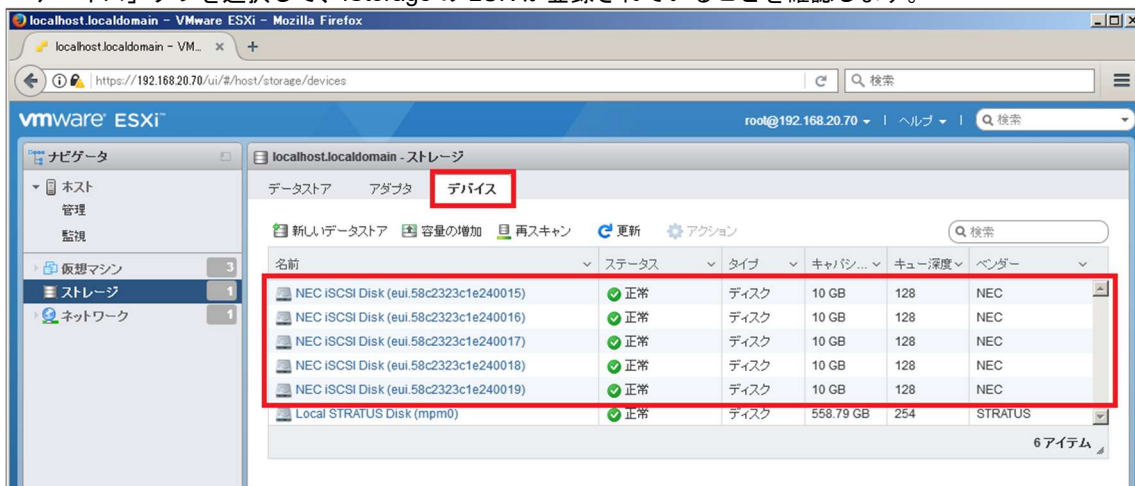 localhost.localdomain - VMware ESXi - Mozilla Firefox
localhost.localdomain - VM... × +
https://192.168.20.70/ui/#/host/storage/devices 検索
vmware ESXi™ root@192.168.20.70 ヘルプ 検索
ナビゲータ localhost.localdomain - ストレージ
ホスト データストア アダプタ デバイス
管理
監視 新しいデータストア 容量の増加 再スキャン 更新 アクション 検索
仮想マシン 3 名前 ステータス タイプ キャパシ... キュー深度 ベンダー
ストレージ 1 NEC iSCSI Disk (eui.58c2323c1e240015) 正常 ディスク 10 GB 128 NEC
ネットワーク 1 NEC iSCSI Disk (eui.58c2323c1e240016) 正常 ディスク 10 GB 128 NEC
NEC iSCSI Disk (eui.58c2323c1e240017) 正常 ディスク 10 GB 128 NEC
NEC iSCSI Disk (eui.58c2323c1e240018) 正常 ディスク 10 GB 128 NEC
NEC iSCSI Disk (eui.58c2323c1e240019) 正常 ディスク 10 GB 128 NEC
Local STRATUS Disk (mpm0) 正常 ディスク 558.79 GB 254 STRATUS
6 アイテム